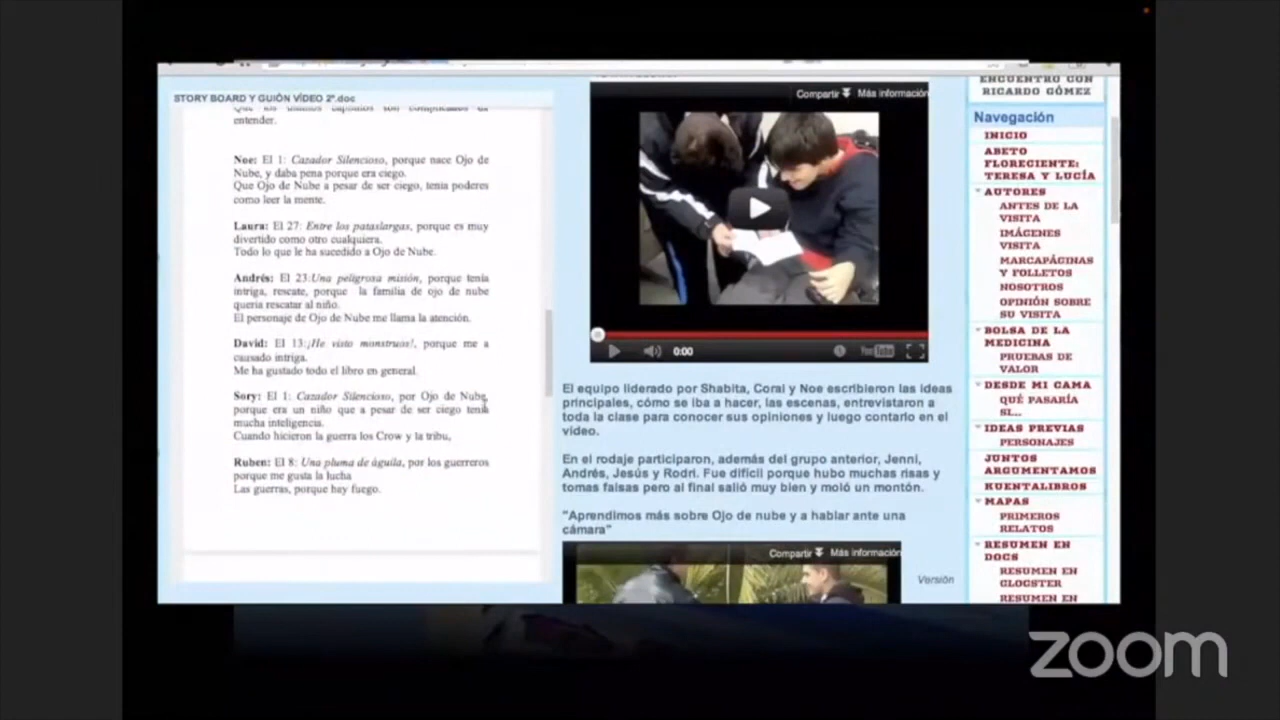 STORY BOARD Y GUIÓN VÍDEO 2ª.doc
entender.
Noe: El 1: Cazador Silencioso, porque nace Ojo de
Nube, y daba pena porque era ciego.
Que Ojo de Nube a pesar de ser ciego, tenía poderes
como leer la mente.
Laura: El 27: Entre los pataslargas, porque es muy
divertido como otro cualquiera.
Todo lo que le ha sucedido a Ojo de Nube.
Andrés: El 23:Una peligrosa misión, porque tenía
intriga, rescate, porque la familia de ojo de nube
quería rescatar al niño.
El personaje de Ojo de Nube me llama la atención.
David: El 13:¡He visto monstruos!, porque me a
causado intriga.
Me ha gustado todo el libro en general.
Sory: El 1: Cazador Silencioso, por Ojo de Nube,
porque era un niño que a pesar de ser ciego tenía
mucha inteligencia.
Cuando hicieron la guerra los Crow y la tribu,
Ruben: El 8: Una pluma de águila, por los guerreros
porque me gusta la lucha
Las guerras, porque hay fuego.
Compartir Más información
0:00
YouTube
El equipo liderado por Shabita, Coral y Noe escribieron las ideas
principales, cómo se iba a hacer, las escenas, entrevistaron a
toda la clase para conocer sus opiniones y luego contarlo en el
vídeo.
En el rodaje participaron, además del grupo anterior, Jenni,
Andrés, Jesús y Rodri. Fue difícil porque hubo muchas risas y
tomas falsas pero al final salió muy bien y moló un montón.
"Aprendimos más sobre Ojo de nube y a hablar ante una
cámara"
Compartir Más información
Versión
ENCUENTRO CON
RICARDO GÓMEZ
Navegación
INICIO
ABETO
FLORECIENTE:
TERESA Y LUCÍA
AUTORES
ANTES DE LA
VISITA
IMÁGENES
VISITA
MARCAPÁGINAS
Y FOLLETOS
NOSOTROS
OPINIÓN SOBRE
SU VISITA
BOLSA DE LA
MEDICINA
PRUEBAS DE
VALOR
DESDE MI CAMA
QUÉ PASARÍA
SI...
IDEAS PREVIAS
PERSONAJES
JUNTOS
ARGUMENTAMOS
KUENTALIBROS
MAPAS
PRIMEROS
RELATOS
RESUMEN EN
DOCS
RESUMEN EN
GLOGSTER
RESUMEN EN
zoom